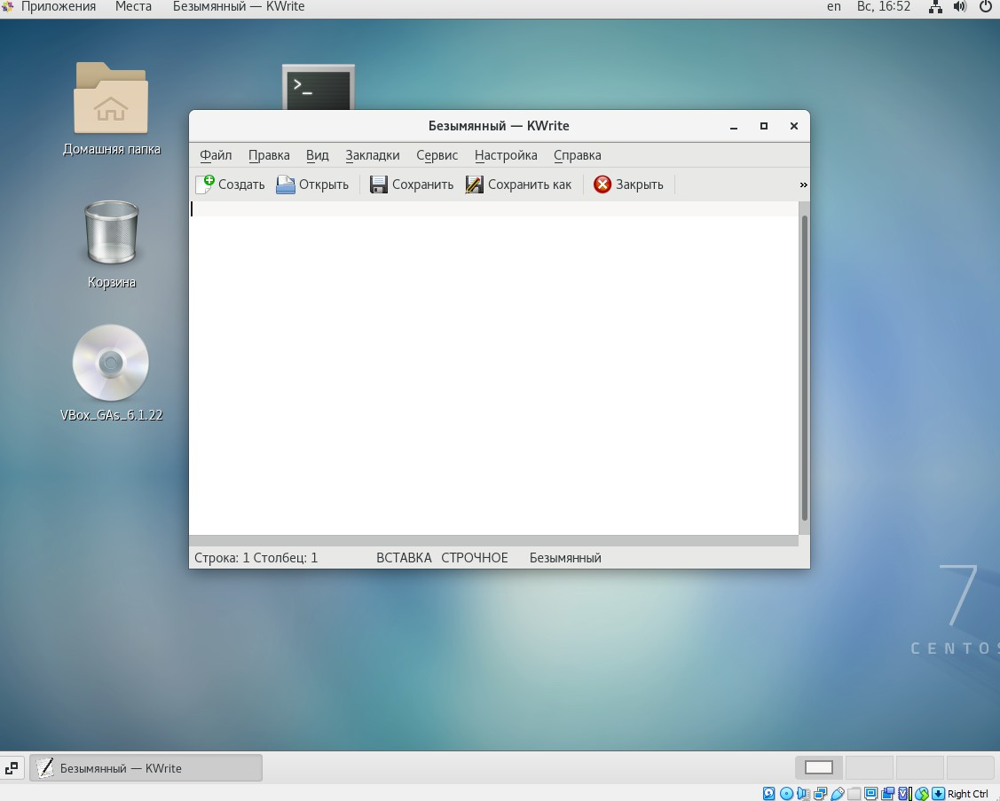 Приложения Места Безымянный — KWrite en Вс, 16:52
>_
Безымянный — KWrite
Файл Правка Вид Закладки Сервис Настройка Справка
Создать Открыть Сохранить Сохранить как Закрыть »
Домашняя папка
Корзина
VBox_GAs_6.1.22
Строка: 1 Столбец: 1 ВСТАВКА СТРОЧНОЕ Безымянный
7
CENTOS
Безымянный — KWrite
Right Ctrl